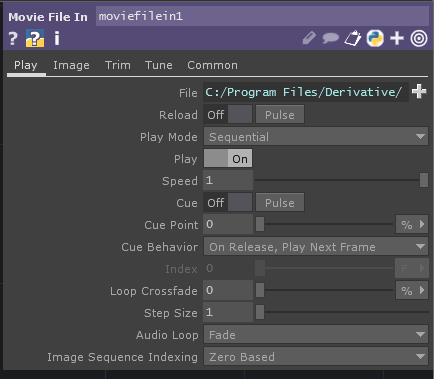 Movie File In moviefilein1
? ? i
Play Image Trim Tune Common
File C:/Program Files/Derivative/
Reload Off Pulse
Play Mode Sequential
Play On
Speed 1
Cue Off Pulse
Cue Point 0 %
Cue Behavior On Release, Play Next Frame
Index 0 F
Loop Crossfade 0 %
Step Size 1
Audio Loop Fade
Image Sequence Indexing Zero Based